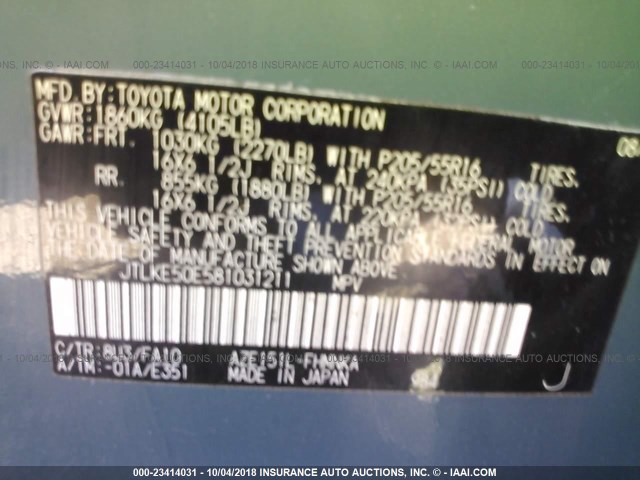 000-23414031 - 10/04/2018 INSURANCE AUTO AUCTIONS - © - IAAI.COM
MFD. BY: TOYOTA MOTOR CORPORATION
GVWR: 1860KG (4105LB)
GAWR: FRT. 1030KG (2270LB) WITH P205/55R16 TIRES,
16X6 1/2J RIMS, AT 240KPA (35PSI) COLD
RR. 855KG (1880LB) WITH P205/55R16 TIRES,
16X6 1/2J RIMS, AT 220KPA COLD
THIS VEHICLE CONFORMS TO ALL APPLICABLE FEDERAL MOTOR
VEHICLE SAFETY AND THEFT PREVENTION STANDARDS IN EFFECT ON
THE DATE OF MANUFACTURE SHOWN ABOVE.
JTLKE50E581031211 MPV
C/TR: 8U3/FA10
A/TM: -01A/E351 MADE IN JAPAN
J
000-23414031 - 10/04/2018 INSURANCE AUTO AUCTIONS - © - IAAI.COM